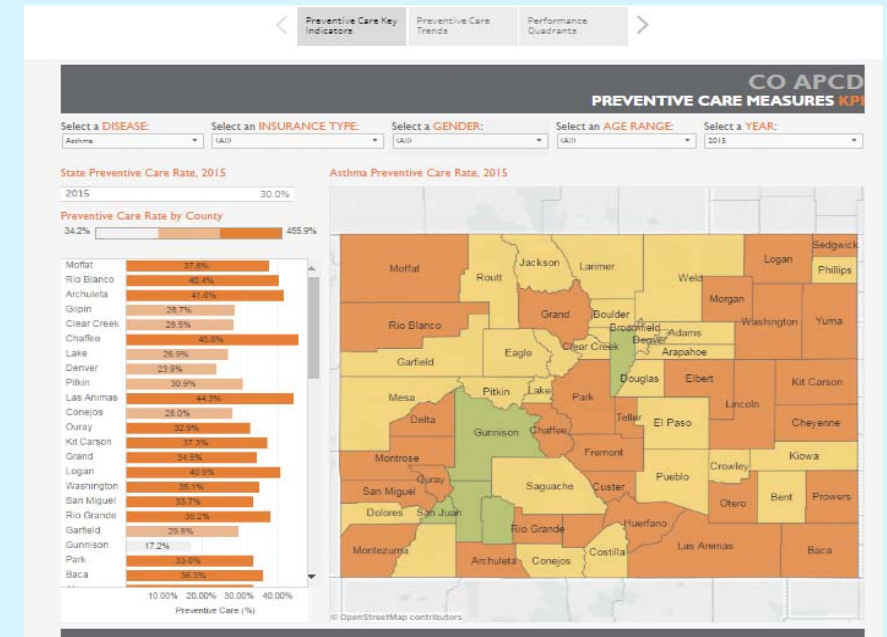 Preventive Care Key Indicators
Preventive Care Trends
Performance Quadrants
CO APCD
PREVENTIVE CARE MEASURES KPI
Select a DISEASE:
Select an INSURANCE TYPE:
Select a GENDER:
Select an AGE RANGE:
Select a YEAR:
Asthma
(All)
(All)
(All)
2015
State Preventive Care Rate, 2015
2015 30.0%
Preventive Care Rate by County
34.2% 455.9%
Moffat 37.8%
Rio Blanco 40.4%
Archuleta 41.6%
Gilpin 28.7%
Clear Creek 28.5%
Chaffee 45.6%
Lake 26.9%
Denver 23.9%
Pitkin 30.9%
Las Animas 44.3%
Conejos 28.0%
Ouray 32.9%
Kit Carson 37.3%
Grand 34.5%
Logan 40.9%
Washington 35.1%
San Miguel 33.7%
Rio Grande 38.2%
Garfield 29.8%
Gunnison 17.2%
Park 33.6%
Baca 36.3%
10.00% 20.00% 30.00% 40.00%
Preventive Care (%)
Asthma Preventive Care Rate, 2015
Moffat
Routt
Jackson
Larimer
Weld
Logan
Sedgwick
Phillips
Morgan
Rio Blanco
Grand
Boulder
Broomfield
Denver
Adams
Washington
Yuma
Garfield
Eagle
Clear Creek
Arapahoe
Pitkin
Lake
Park
Douglas
Elbert
Kit Carson
Mesa
Delta
Gunnison
Chaffee
Teller
El Paso
Lincoln
Cheyenne
Montrose
Fremont
Kiowa
Ouray
San Miguel
Saguache
Custer
Pueblo
Crowley
Otero
Bent
Prowers
Dolores
San Juan
Rio Grande
Huerfano
Montezuma
Archuleta
Conejos
Costilla
Las Animas
Baca
© OpenStreetMap contributors